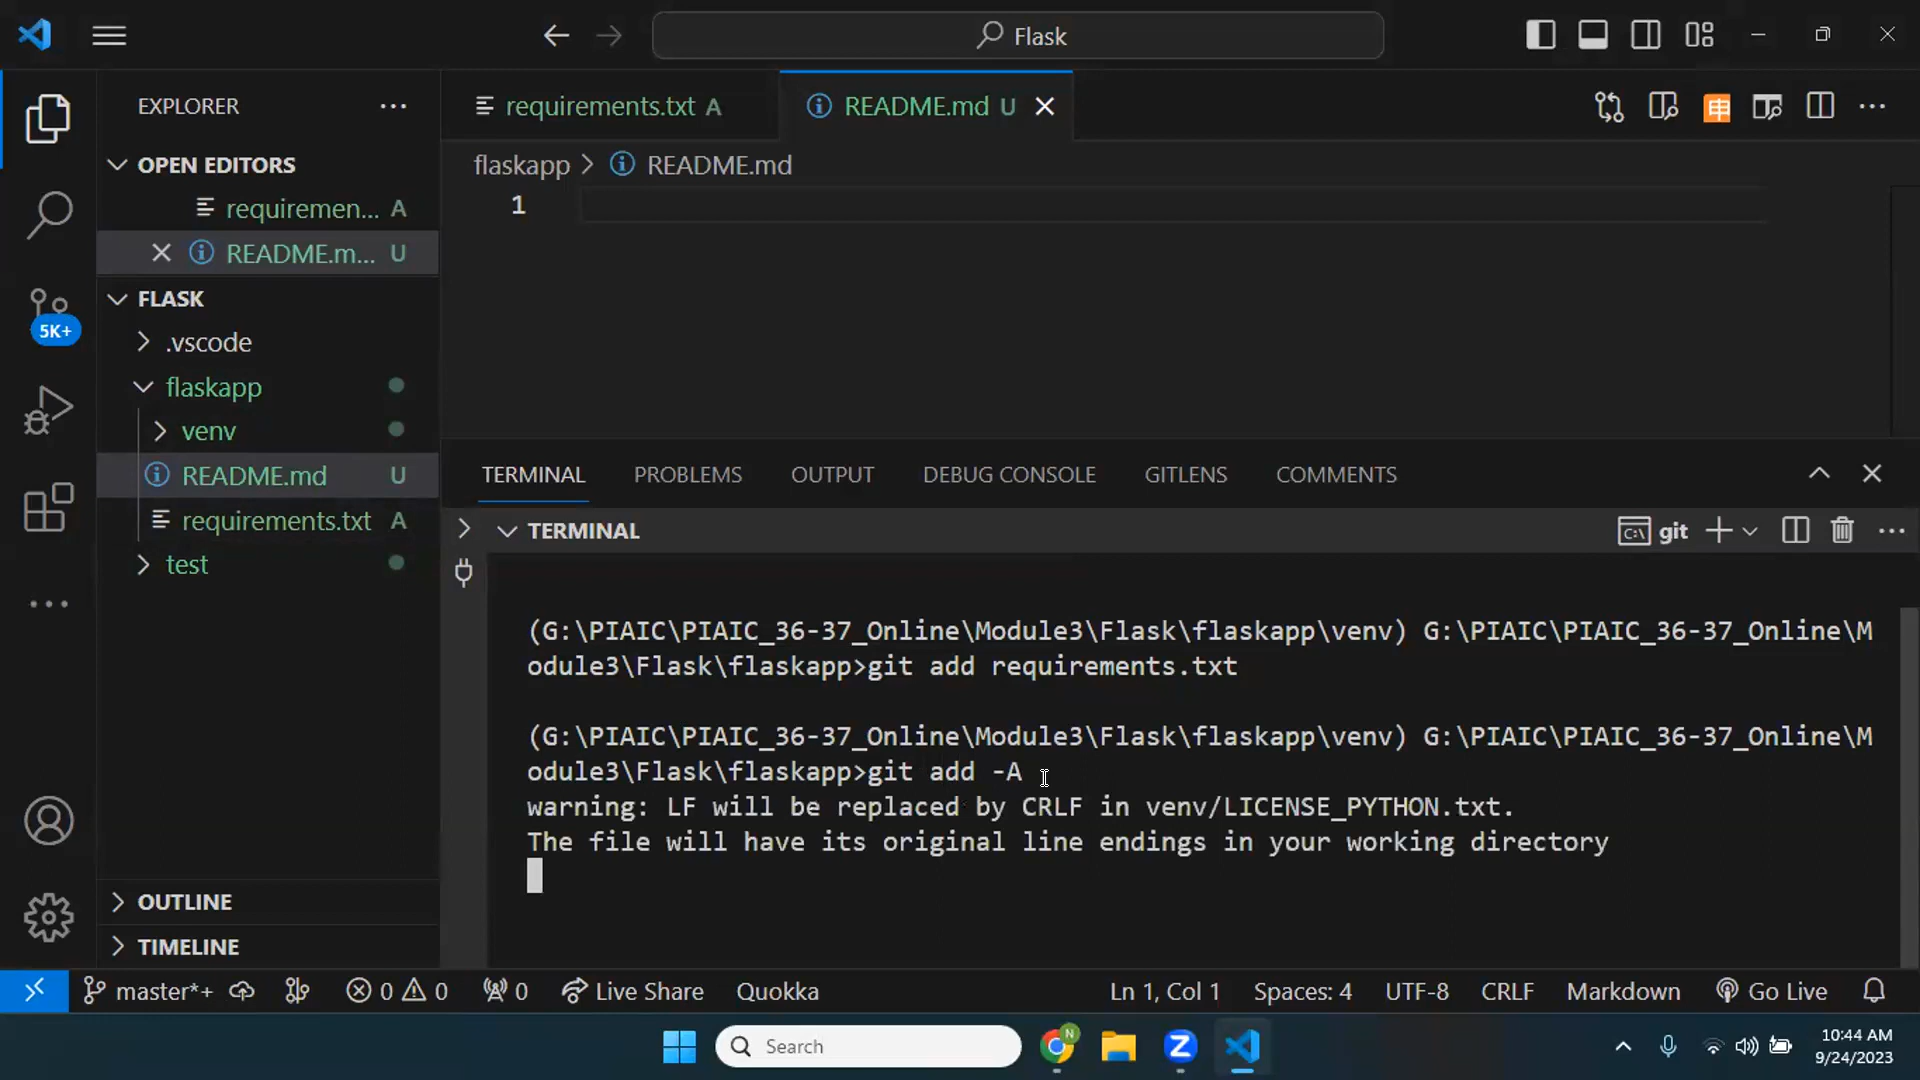 Flask
EXPLORER
requirements.txt A
README.md U
OPEN EDITORS
requiremen... A
README.m... U
flaskapp > README.md
1
FLASK
5K+
.vscode
flaskapp
venv
README.md U
requirements.txt A
test
TERMINAL PROBLEMS OUTPUT DEBUG CONSOLE GITLENS COMMENTS
TERMINAL
git
(G:\PIAIC\PIAIC_36-37_Online\Module3\Flask\flaskapp\venv) G:\PIAIC\PIAIC_36-37_Online\M
odule3\Flask\flaskapp>git add requirements.txt
(G:\PIAIC\PIAIC_36-37_Online\Module3\Flask\flaskapp\venv) G:\PIAIC\PIAIC_36-37_Online\M
odule3\Flask\flaskapp>git add -A
warning: LF will be replaced by CRLF in venv/LICENSE_PYTHON.txt.
The file will have its original line endings in your working directory
OUTLINE
TIMELINE
master*+ 0 0 0 Live Share Quokka Ln 1, Col 1 Spaces: 4 UTF-8 CRLF Markdown Go Live
Search
N
10:44 AM
9/24/2023